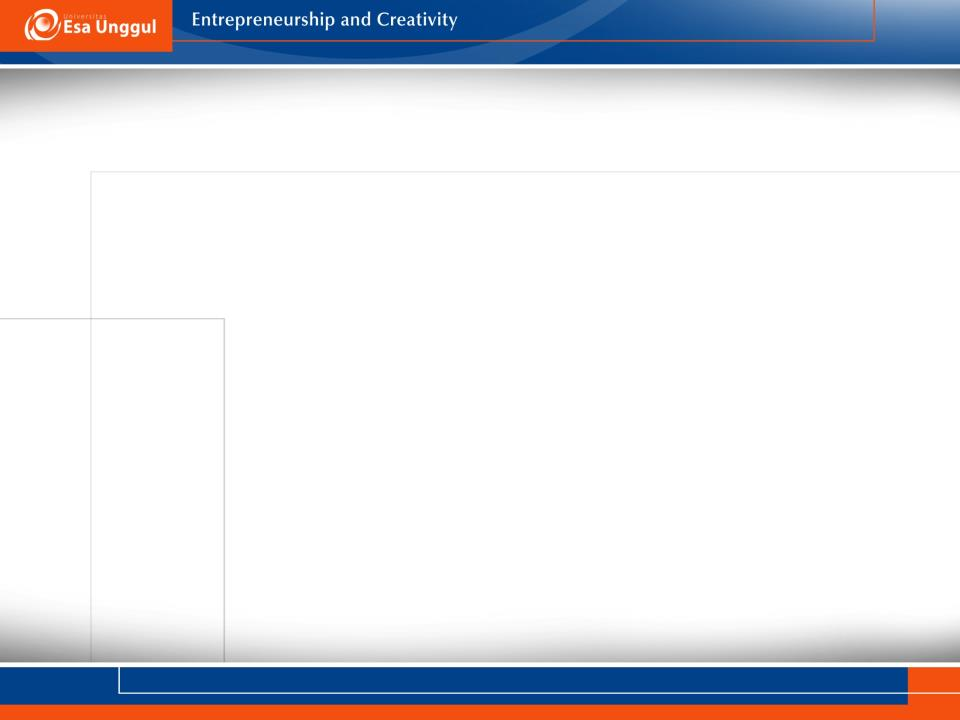 Universitas
Esa Unggul
Entrepreneurship and Creativity